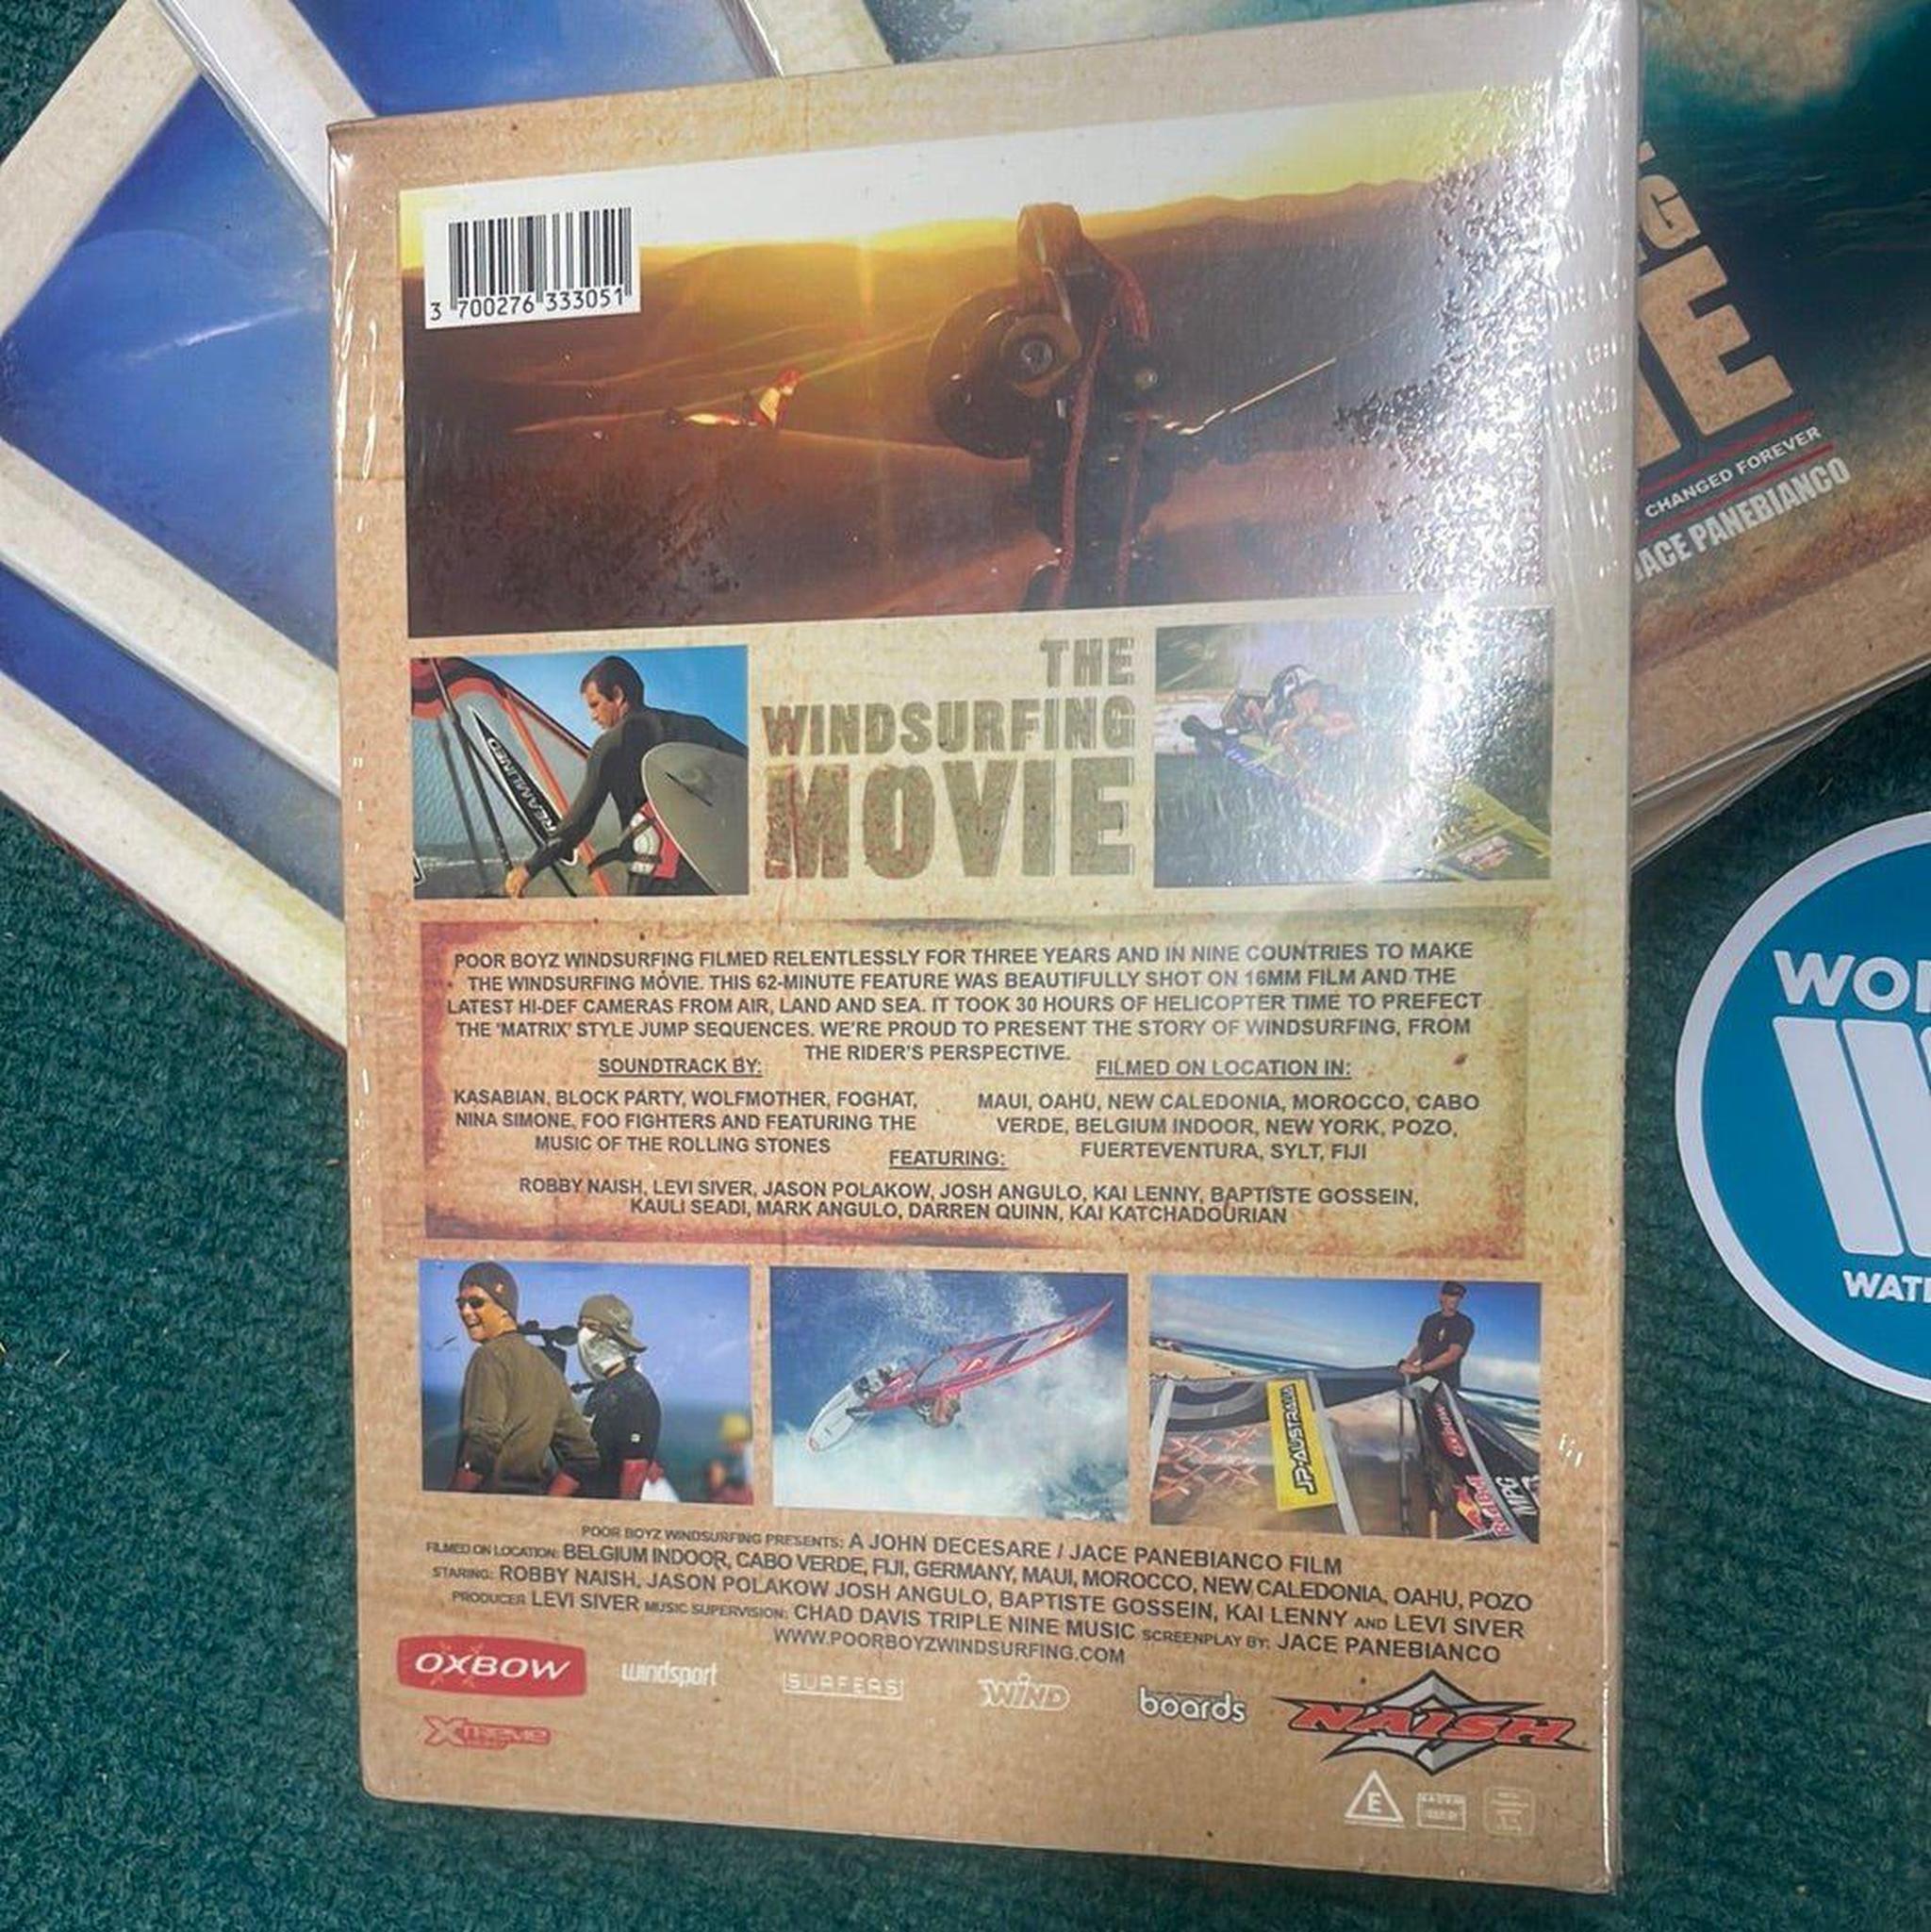 3 700276 333051
G
IE
CHANGED FOREVER
JACE PANEBIANCO
THE
WINDSURFING
MOVIE
POOR BOYZ WINDSURFING FILMED RELENTLESSLY FOR THREE YEARS AND IN NINE COUNTRIES TO MAKE
THE WINDSURFING MOVIE. THIS 62-MINUTE FEATURE WAS BEAUTIFULLY SHOT ON 16MM FILM AND THE
LATEST HI-DEF CAMERAS FROM AIR, LAND AND SEA. IT TOOK 30 HOURS OF HELICOPTER TIME TO PREFECT
THE 'MATRIX' STYLE JUMP SEQUENCES. WE'RE PROUD TO PRESENT THE STORY OF WINDSURFING, FROM
THE RIDER'S PERSPECTIVE.
SOUNDTRACK BY:
KASABIAN, BLOCK PARTY, WOLFMOTHER, FOGHAT,
NINA SIMONE, FOO FIGHTERS AND FEATURING THE
MUSIC OF THE ROLLING STONES
FILMED ON LOCATION IN:
MAUI, OAHU, NEW CALEDONIA, MOROCCO, CABO
VERDE, BELGIUM INDOOR, NEW YORK, POZO,
FUERTEVENTURA, SYLT, FIJI
FEATURING:
ROBBY NAISH, LEVI SIVER, JASON POLAKOW, JOSH ANGULO, KAI LENNY, BAPTISTE GOSSEIN,
KAULI SEADI, MARK ANGULO, DARREN QUINN, KAI KATCHADOURIAN
WOR
WAT
JP-AUSTRALIA
OXBOW
Red Bull
MPG
POOR BOYZ WINDSURFING PRESENTS: A JOHN DECESARE / JACE PANEBIANCO FILM
FILMED ON LOCATION: BELGIUM INDOOR, CABO VERDE, FIJI, GERMANY, MAUI, MOROCCO, NEW CALEDONIA, OAHU, POZO
STARING: ROBBY NAISH, JASON POLAKOW JOSH ANGULO, BAPTISTE GOSSEIN, KAI LENNY AND LEVI SIVER
PRODUCER LEVI SIVER MUSIC SUPERVISION: CHAD DAVIS TRIPLE NINE MUSIC SCREENPLAY BY: JACE PANEBIANCO
WWW.POORBOYZWINDSURFING.COM
OXBOW
windsport
SURFERS
WIND
boards
NAISH
XTREME
E